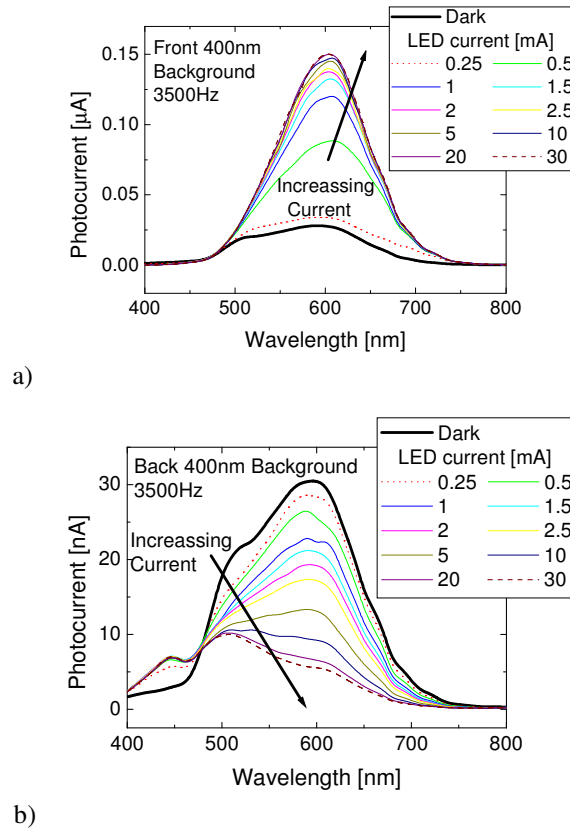 Front 400nm
Background
3500Hz
Dark
LED current [mA]
0.25 0.5
1 1.5
2 2.5
5 10
20 30
Increasing
Current
Photocurrent [µA]
0.15
0.10
0.05
0.00
400 500 600 700 800
Wavelength [nm]
a)
Back 400nm Background
3500Hz
Dark
LED current [mA]
0.25 0.5
1 1.5
2 2.5
5 10
20 30
Increassing
Current
Photocurrent [nA]
30
20
10
0
400 500 600 700 800
Wavelength [nm]
b)